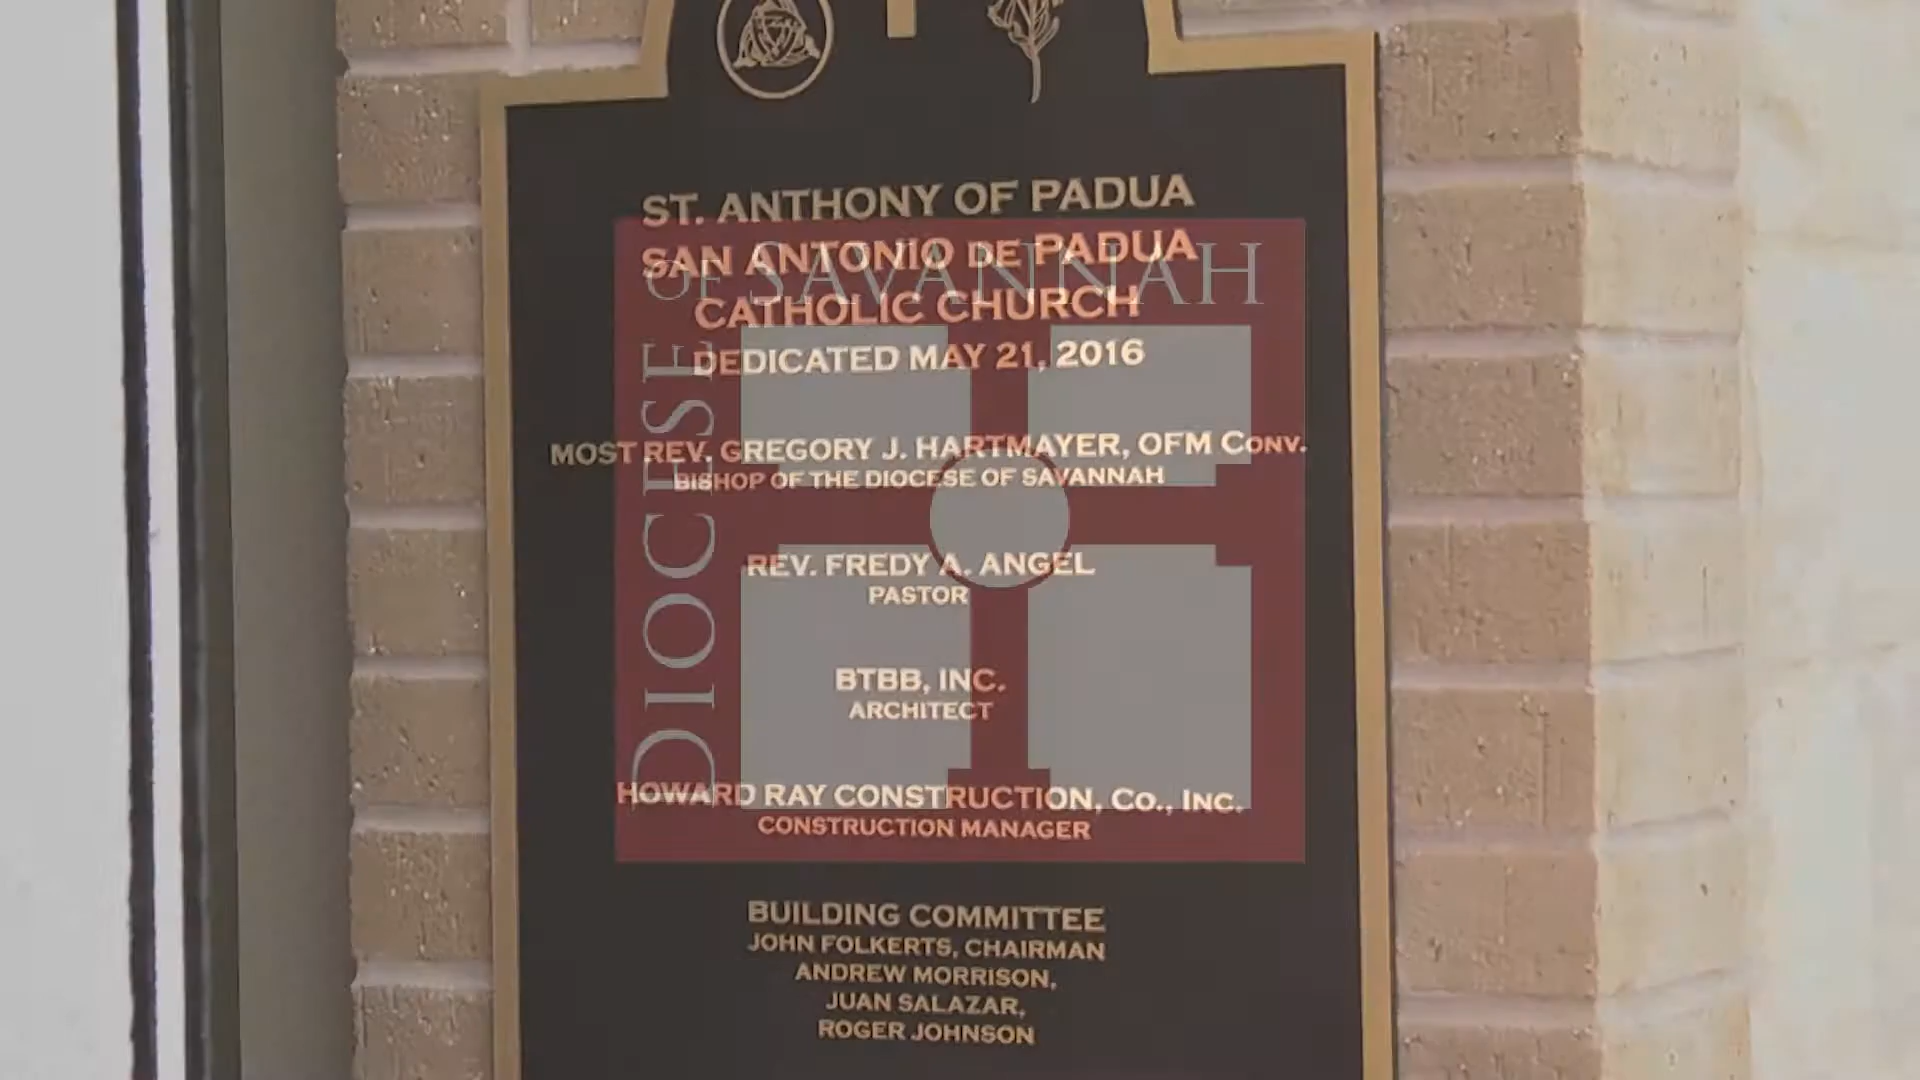 ST. ANTHONY OF PADUA
SAN ANTONIO DE PADUA
CATHOLIC CHURCH
DEDICATED MAY 21, 2016
MOST REV. GREGORY J. HARTMAYER, OFM CONV.
BISHOP OF THE DIOCESE OF SAVANNAH
REV. FREDY A. ANGEL
PASTOR
BTBB, INC.
ARCHITECT
HOWARD RAY CONSTRUCTION, CO., INC.
CONSTRUCTION MANAGER
BUILDING COMMITTEE
JOHN FOLKERTS, CHAIRMAN
ANDREW MORRISON,
JUAN SALAZAR,
ROGER JOHNSON
DIOCESE
OF SAVANNAH